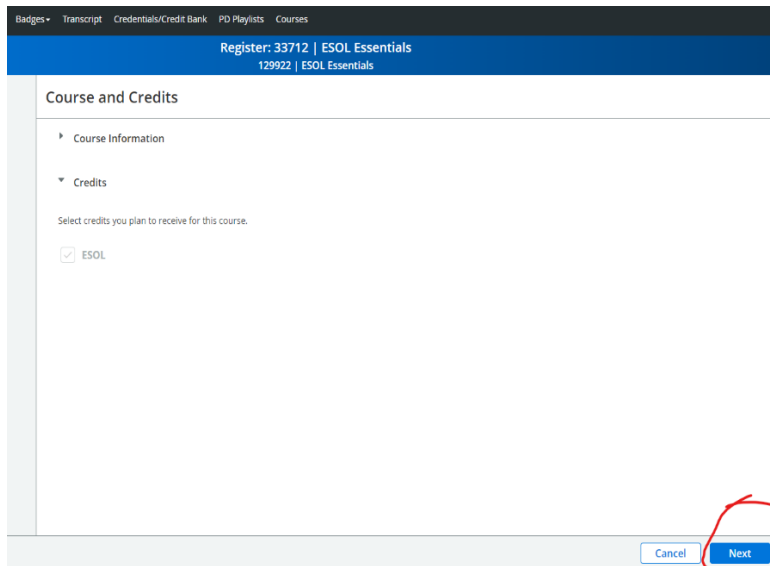 Badges Transcript Credentials/Credit Bank PD Playlists Courses
Register: 33712 | ESOL Essentials
129922 | ESOL Essentials
Course and Credits
Course Information
Credits
Select credits you plan to receive for this course.
ESOL
Cancel Next